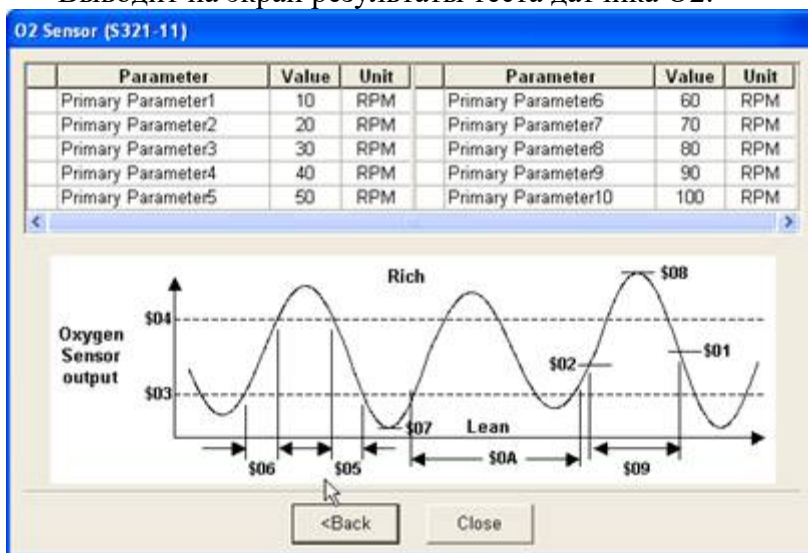 Выводит на экран результаты теста датчика О2.
O2 Sensor (S321-11)
Parameter Value Unit Parameter Value Unit
Primary Parameter1 10 RPM Primary Parameter6 60 RPM
Primary Parameter2 20 RPM Primary Parameter7 70 RPM
Primary Parameter3 30 RPM Primary Parameter8 80 RPM
Primary Parameter4 40 RPM Primary Parameter9 90 RPM
Primary Parameter5 50 RPM Primary Parameter10 100 RPM
Rich
$08
$04
Oxygen
Sensor
output
$01
$02
$03
$07
Lean
$06
$05
$0A
$09
<Back
Close